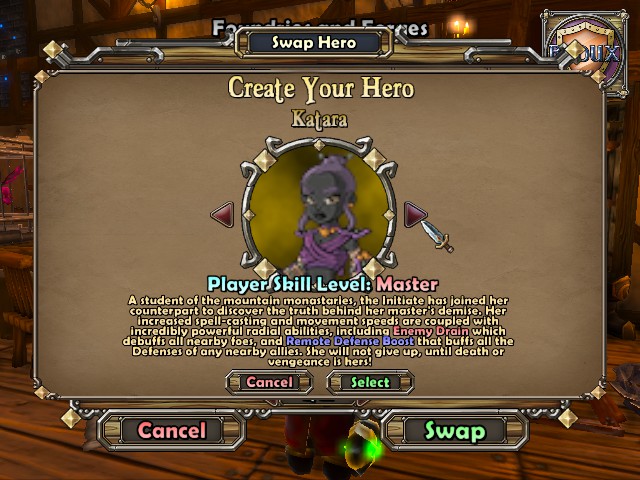 Foundries and Forges
Swap Hero
REDUX
Create Your Hero
Katara
Player Skill Level: Master
A student of the mountain monastaries, the Initiate has joined her
counterpart to discover the truth behind her master's demise. Her
increased spell-casting and movement speeds are coupled with
incredibly powerful radial abilities, including Enemy Drain which
debuffs all nearby foes, and Remote Defense Boost that buffs all the
Defenses of any nearby allies. She will not give up, until death or
vengeance is hers!
Cancel Select
Cancel Swap